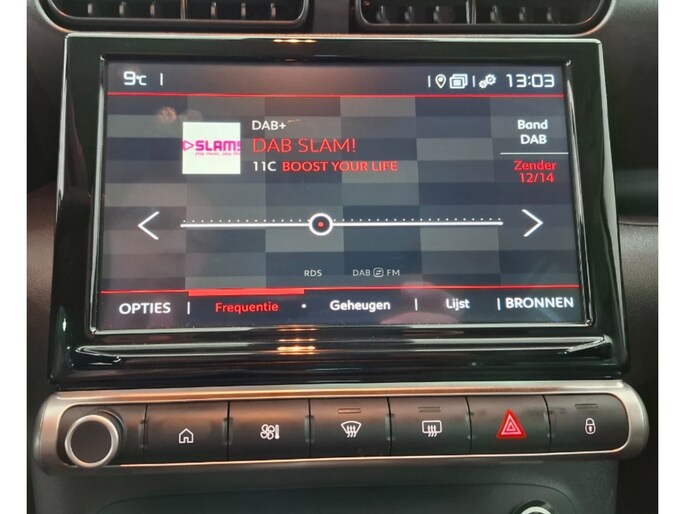 9°C | 13:03
SLAM!
DAB+
DAB SLAM!
11C BOOST YOUR LIFE
Band
DAB
Zender
12/14
RDS DAB FM
OPTIES | Frequentie Geheugen | Lijst | BRONNEN